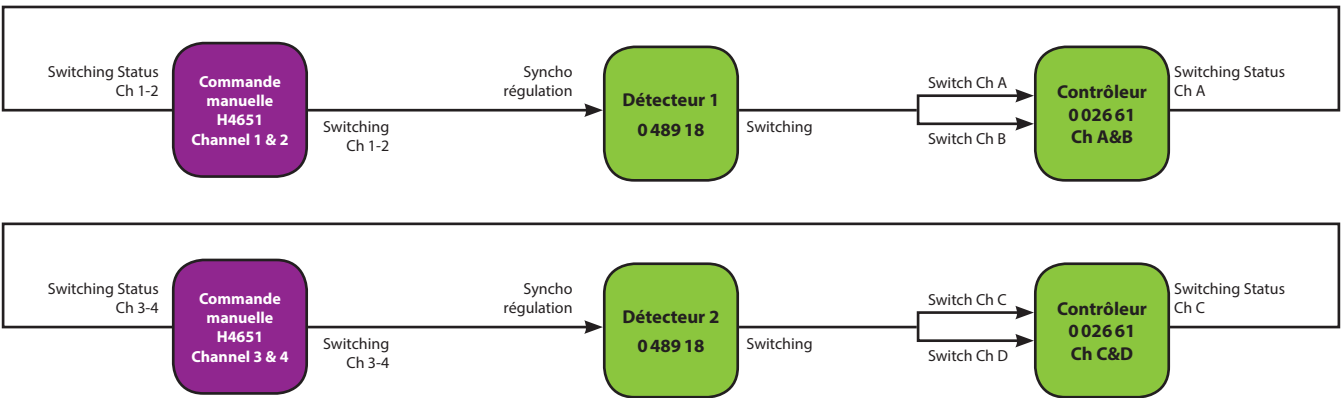 Switching Status
Ch 1-2
Commande
manuelle
H4651
Channel 1 & 2
Switching
Ch 1-2
Syncho
régulation
Détecteur 1
0 489 18
Switching
Switch Ch A
Switch Ch B
Contrôleur
0 026 61
Ch A&B
Switching Status
Ch A
Switching Status
Ch 3-4
Commande
manuelle
H4651
Channel 3 & 4
Switching
Ch 3-4
Syncho
régulation
Détecteur 2
0 489 18
Switching
Switch Ch C
Switch Ch D
Contrôleur
0 026 61
Ch C&D
Switching Status
Ch C